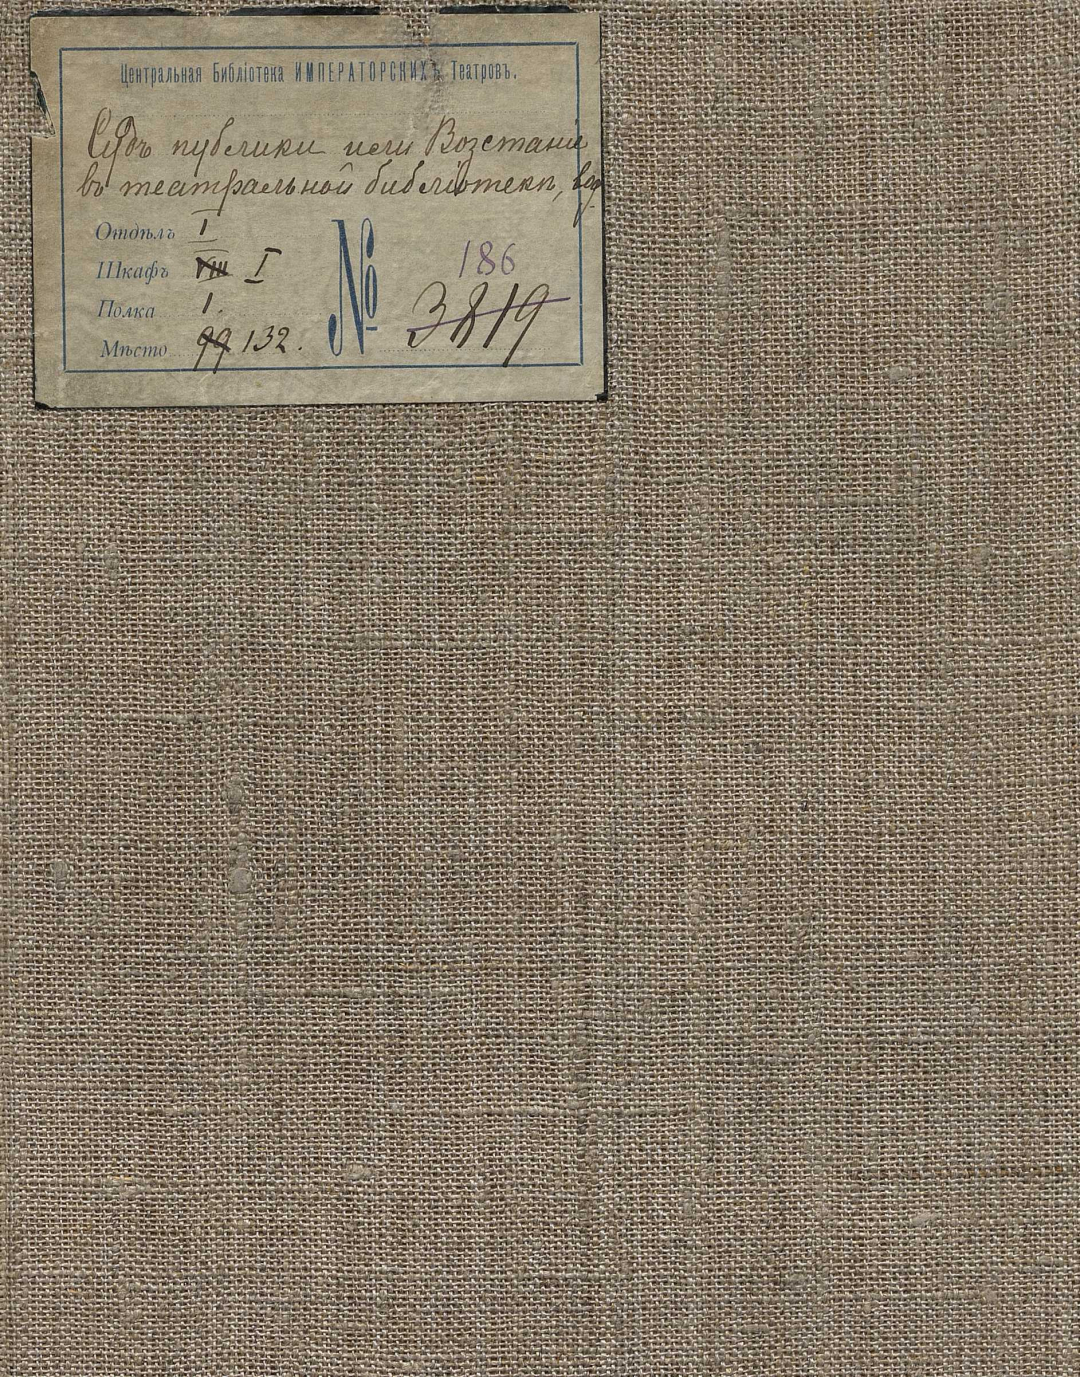 Центральная Библіотека ИМПЕРАТОРСКИХЪ Театровъ.
Судъ публики или Возстаніе
въ театральной библіотекѣ, вод.
Отдѣлъ I
Шкафъ VIII I
Полка 1.
Мѣсто 99 132.
№ 186
3819